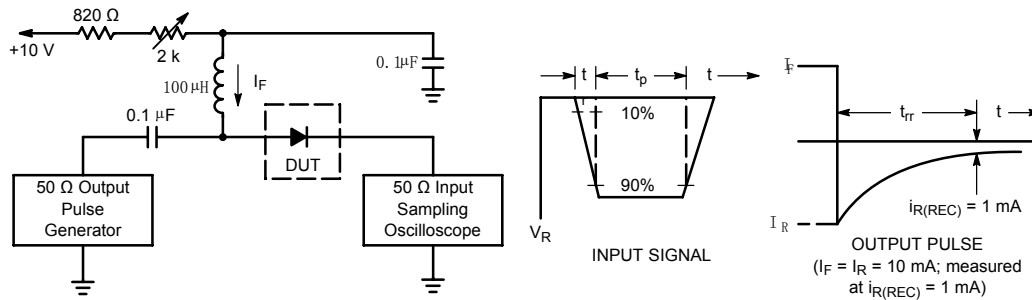 820 Ω
+10 V
2 k
0.1 μF
100 μH
I_F
0.1 μF
DUT
50 Ω Output
Pulse
Generator
50 Ω Input
Sampling
Oscilloscope
t
t_p
t
10%
90%
V_R
INPUT SIGNAL
I_F
t_rr
t
i_R(REC) = 1 mA
I_R
OUTPUT PULSE
(I_F = I_R = 10 mA; measured
at i_R(REC) = 1 mA)